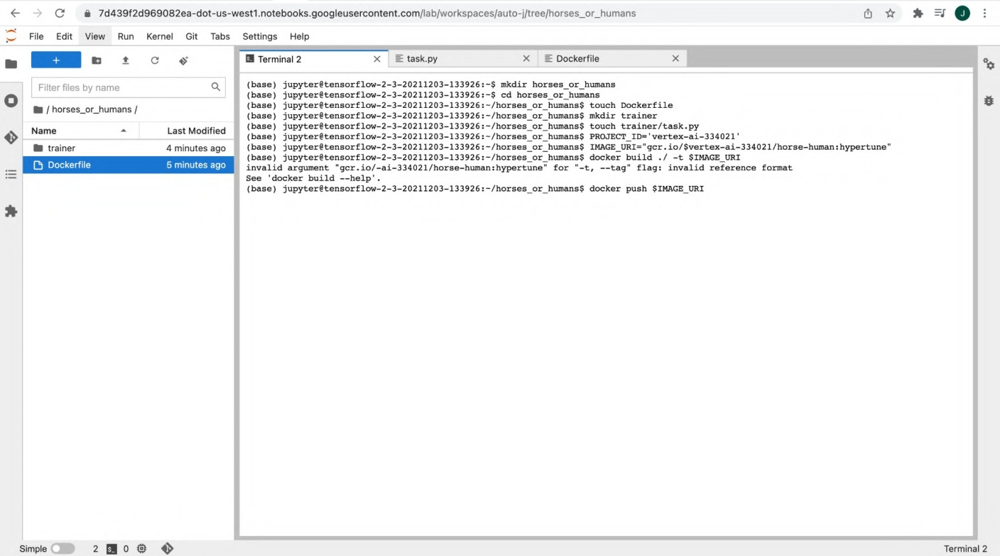 7d439f2d969082ea-dot-us-west1.notebooks.googleusercontent.com/lab/workspaces/auto-j/tree/horses_or_humans
J
File Edit View Run Kernel Git Tabs Settings Help
+
Filter files by name
/ horses_or_humans /
Name Last Modified
trainer 4 minutes ago
Dockerfile 5 minutes ago
Terminal 2 task.py Dockerfile
(base) jupyter@tensorflow-2-3-20211203-133926:~$ mkdir horses_or_humans
(base) jupyter@tensorflow-2-3-20211203-133926:~$ cd horses_or_humans
(base) jupyter@tensorflow-2-3-20211203-133926:~/horses_or_humans$ touch Dockerfile
(base) jupyter@tensorflow-2-3-20211203-133926:~/horses_or_humans$ mkdir trainer
(base) jupyter@tensorflow-2-3-20211203-133926:~/horses_or_humans$ touch trainer/task.py
(base) jupyter@tensorflow-2-3-20211203-133926:~/horses_or_humans$ PROJECT_ID='vertex-ai-334021'
(base) jupyter@tensorflow-2-3-20211203-133926:~/horses_or_humans$ IMAGE_URI="gcr.io/$vertex-ai-334021/horse-human:hypertune"
(base) jupyter@tensorflow-2-3-20211203-133926:~/horses_or_humans$ docker build ./ -t $IMAGE_URI
invalid argument "gcr.io/-ai-334021/horse-human:hypertune" for "-t, --tag" flag: invalid reference format
See 'docker build --help'.
(base) jupyter@tensorflow-2-3-20211203-133926:~/horses_or_humans$ docker push $IMAGE_URI
Simple 2 0 Terminal 2